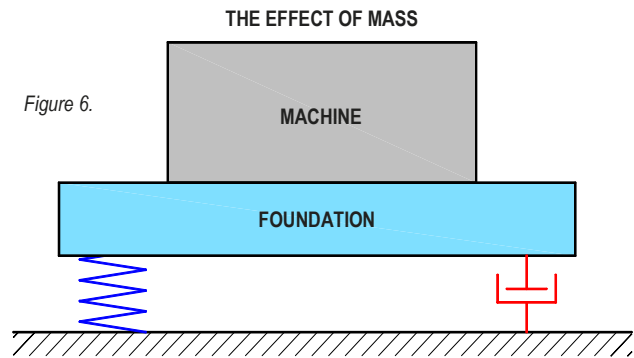 THE EFFECT OF MASS
Figure 6.
MACHINE
FOUNDATION